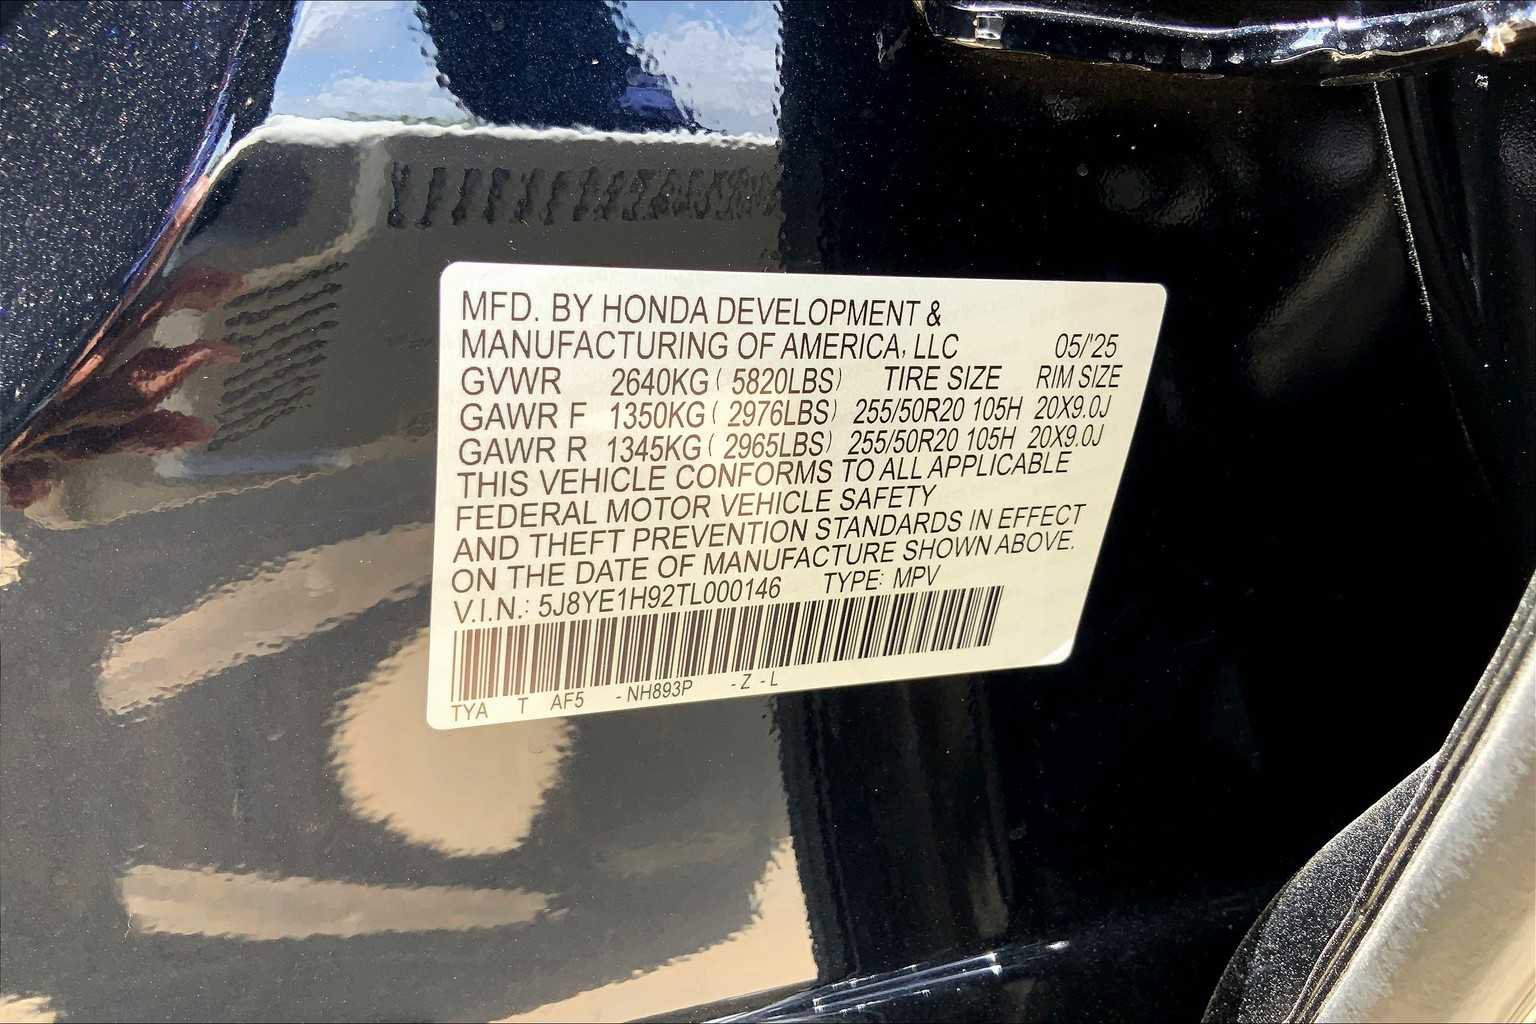 MFD. BY HONDA DEVELOPMENT &
MANUFACTURING OF AMERICA, LLC 05/'25
GVWR 2640KG ( 5820LBS) TIRE SIZE RIM SIZE
GAWR F 1350KG ( 2976LBS) 255/50R20 105H 20X9.0J
GAWR R 1345KG ( 2965LBS) 255/50R20 105H 20X9.0J
THIS VEHICLE CONFORMS TO ALL APPLICABLE
FEDERAL MOTOR VEHICLE SAFETY
AND THEFT PREVENTION STANDARDS IN EFFECT
ON THE DATE OF MANUFACTURE SHOWN ABOVE.
V.I.N.: 5J8YE1H92TL000146 TYPE: MPV
TYA T AF5 -NH893P -Z -L